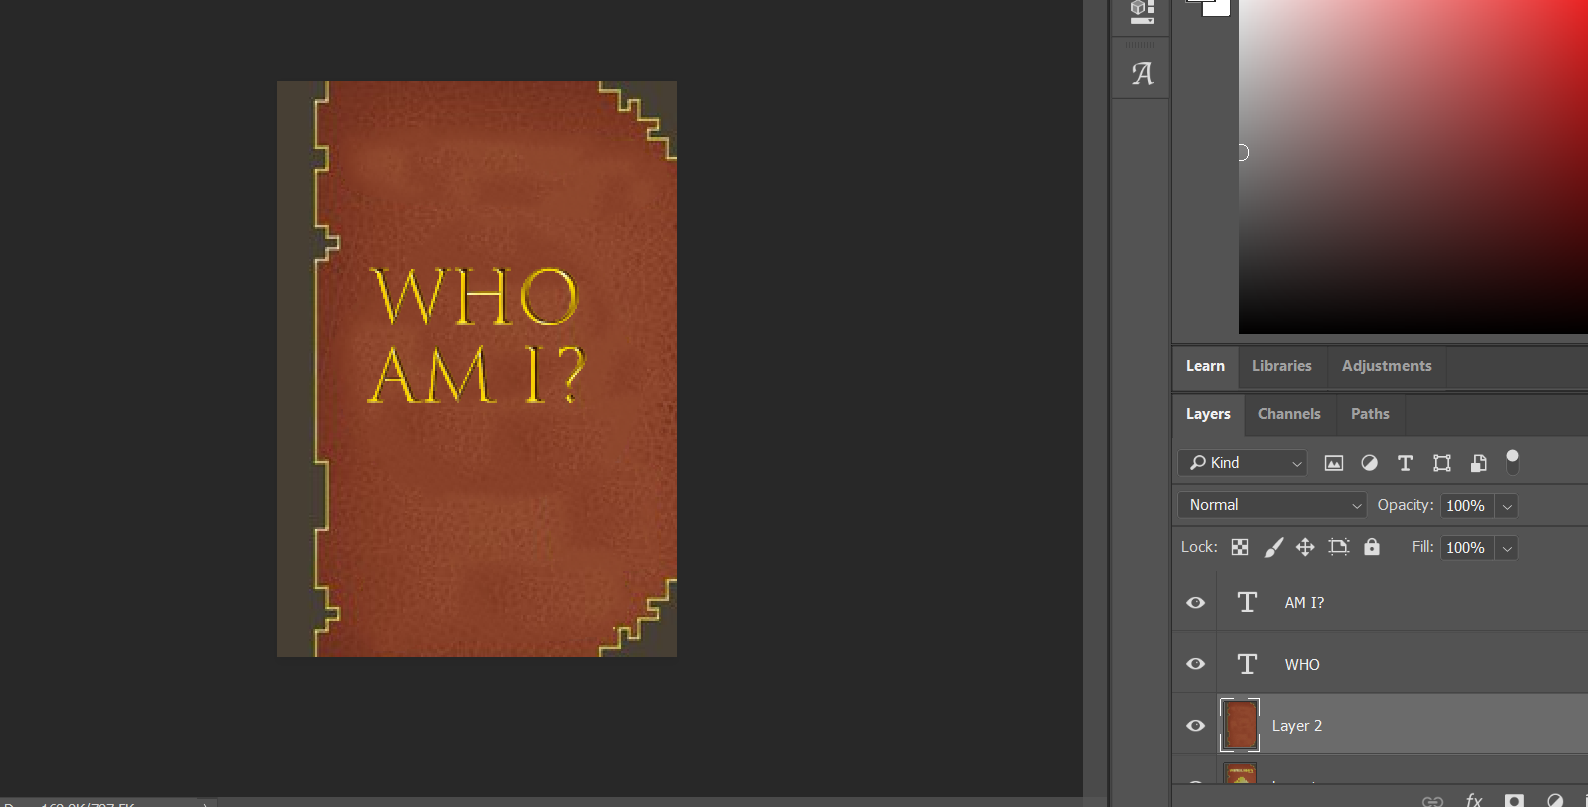 WHO
AM I?
A
Learn Libraries Adjustments
Layers Channels Paths
Kind
Normal Opacity: 100%
Lock: Fill: 100%
T AM I?
T WHO
Layer 2
fx